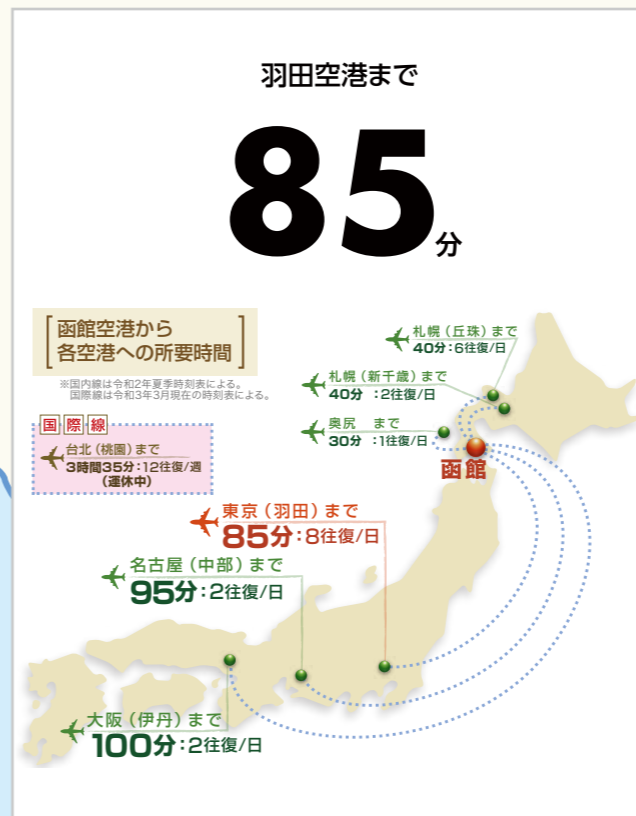 羽田空港まで
85分
函館空港から
各空港への所要時間
※国内線は令和2年夏季時刻表による。
国際線は令和3年3月現在の時刻表による。
国際線
台北(桃園)まで
3時間35分:12往復/週
(運休中)
札幌(丘珠)まで
40分:6往復/日
札幌(新千歳)まで
40分:2往復/日
奥尻 まで
30分:1往復/日
函館
東京(羽田)まで
85分:8往復/日
名古屋(中部)まで
95分:2往復/日
大阪(伊丹)まで
100分:2往復/日